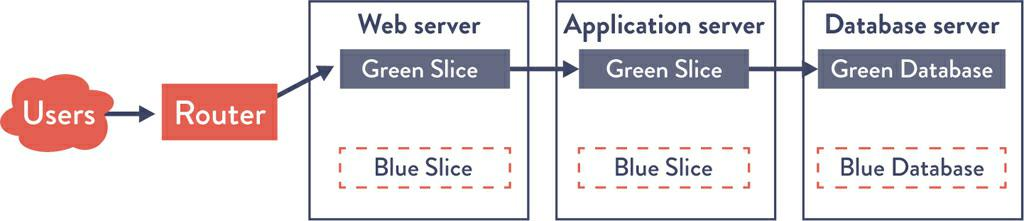 Web server
Application server
Database server
Green Slice
Green Slice
Green Database
Users
Router
Blue Slice
Blue Slice
Blue Database